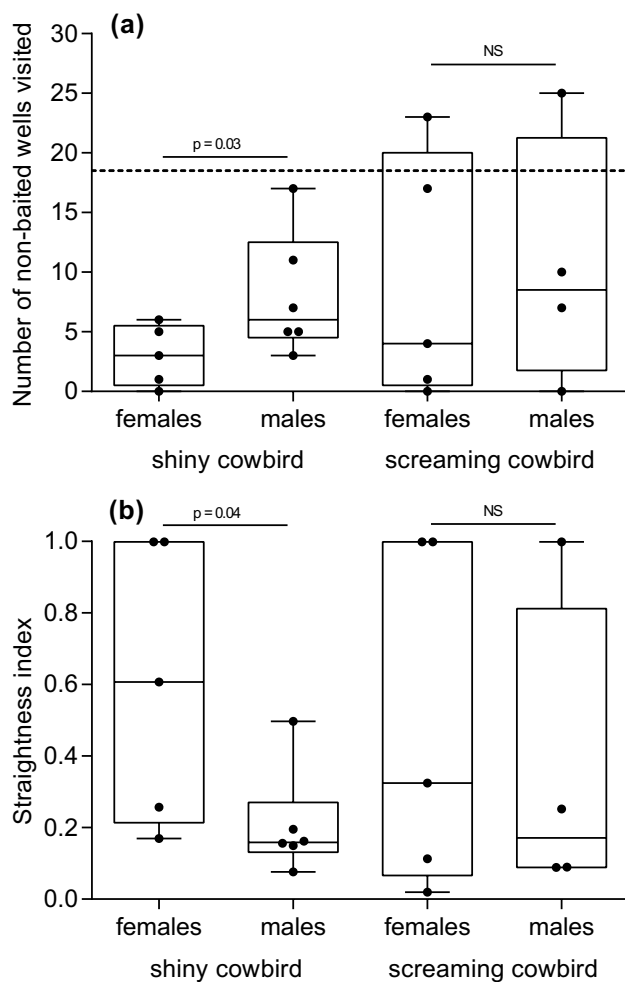 (a)
Number of non-baited wells visited
30
25
20
15
10
5
0
p = 0.03
NS
females males females males
shiny cowbird screaming cowbird
(b)
Straightness index
1.0
0.8
0.6
0.4
0.2
0.0
p = 0.04
NS
females males females males
shiny cowbird screaming cowbird